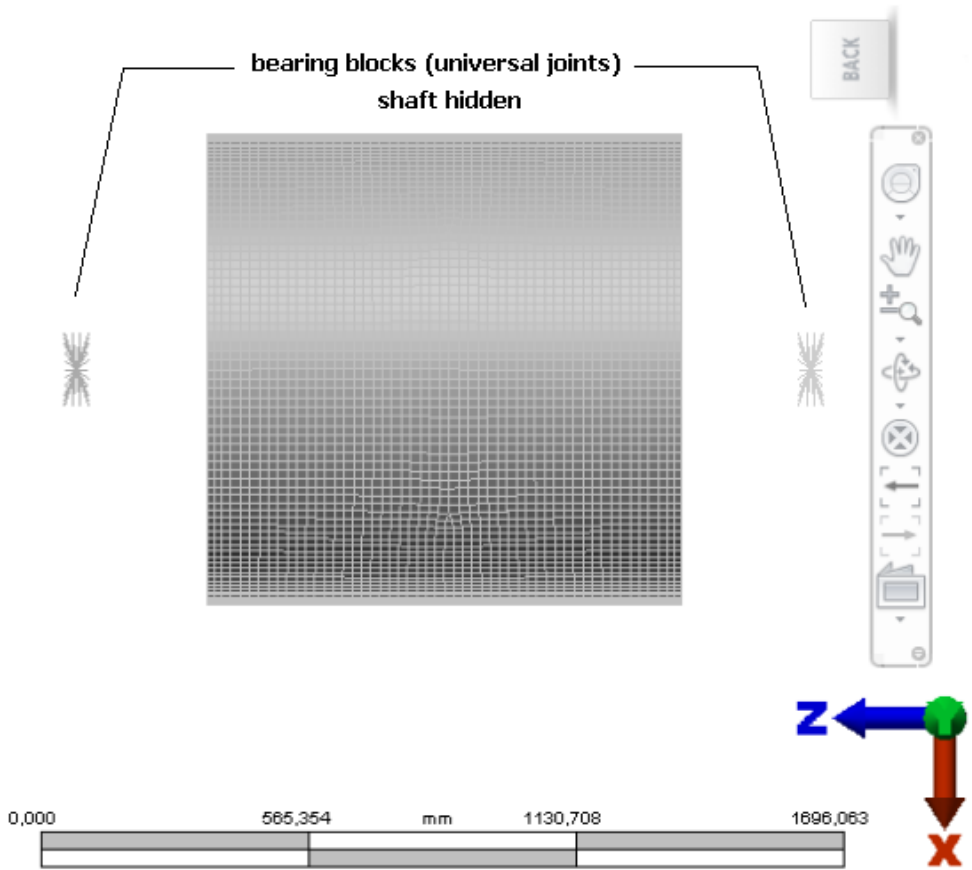 bearing blocks (universal joints)
shaft hidden
BACK
Z
Y
X
0,000 565,354 mm 1130,708 1696,063